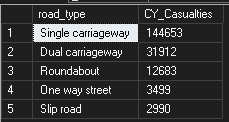 road_type CY_Casualties
1 Single carriageway 144653
2 Dual carriageway 31912
3 Roundabout 12683
4 One way street 3499
5 Slip road 2990